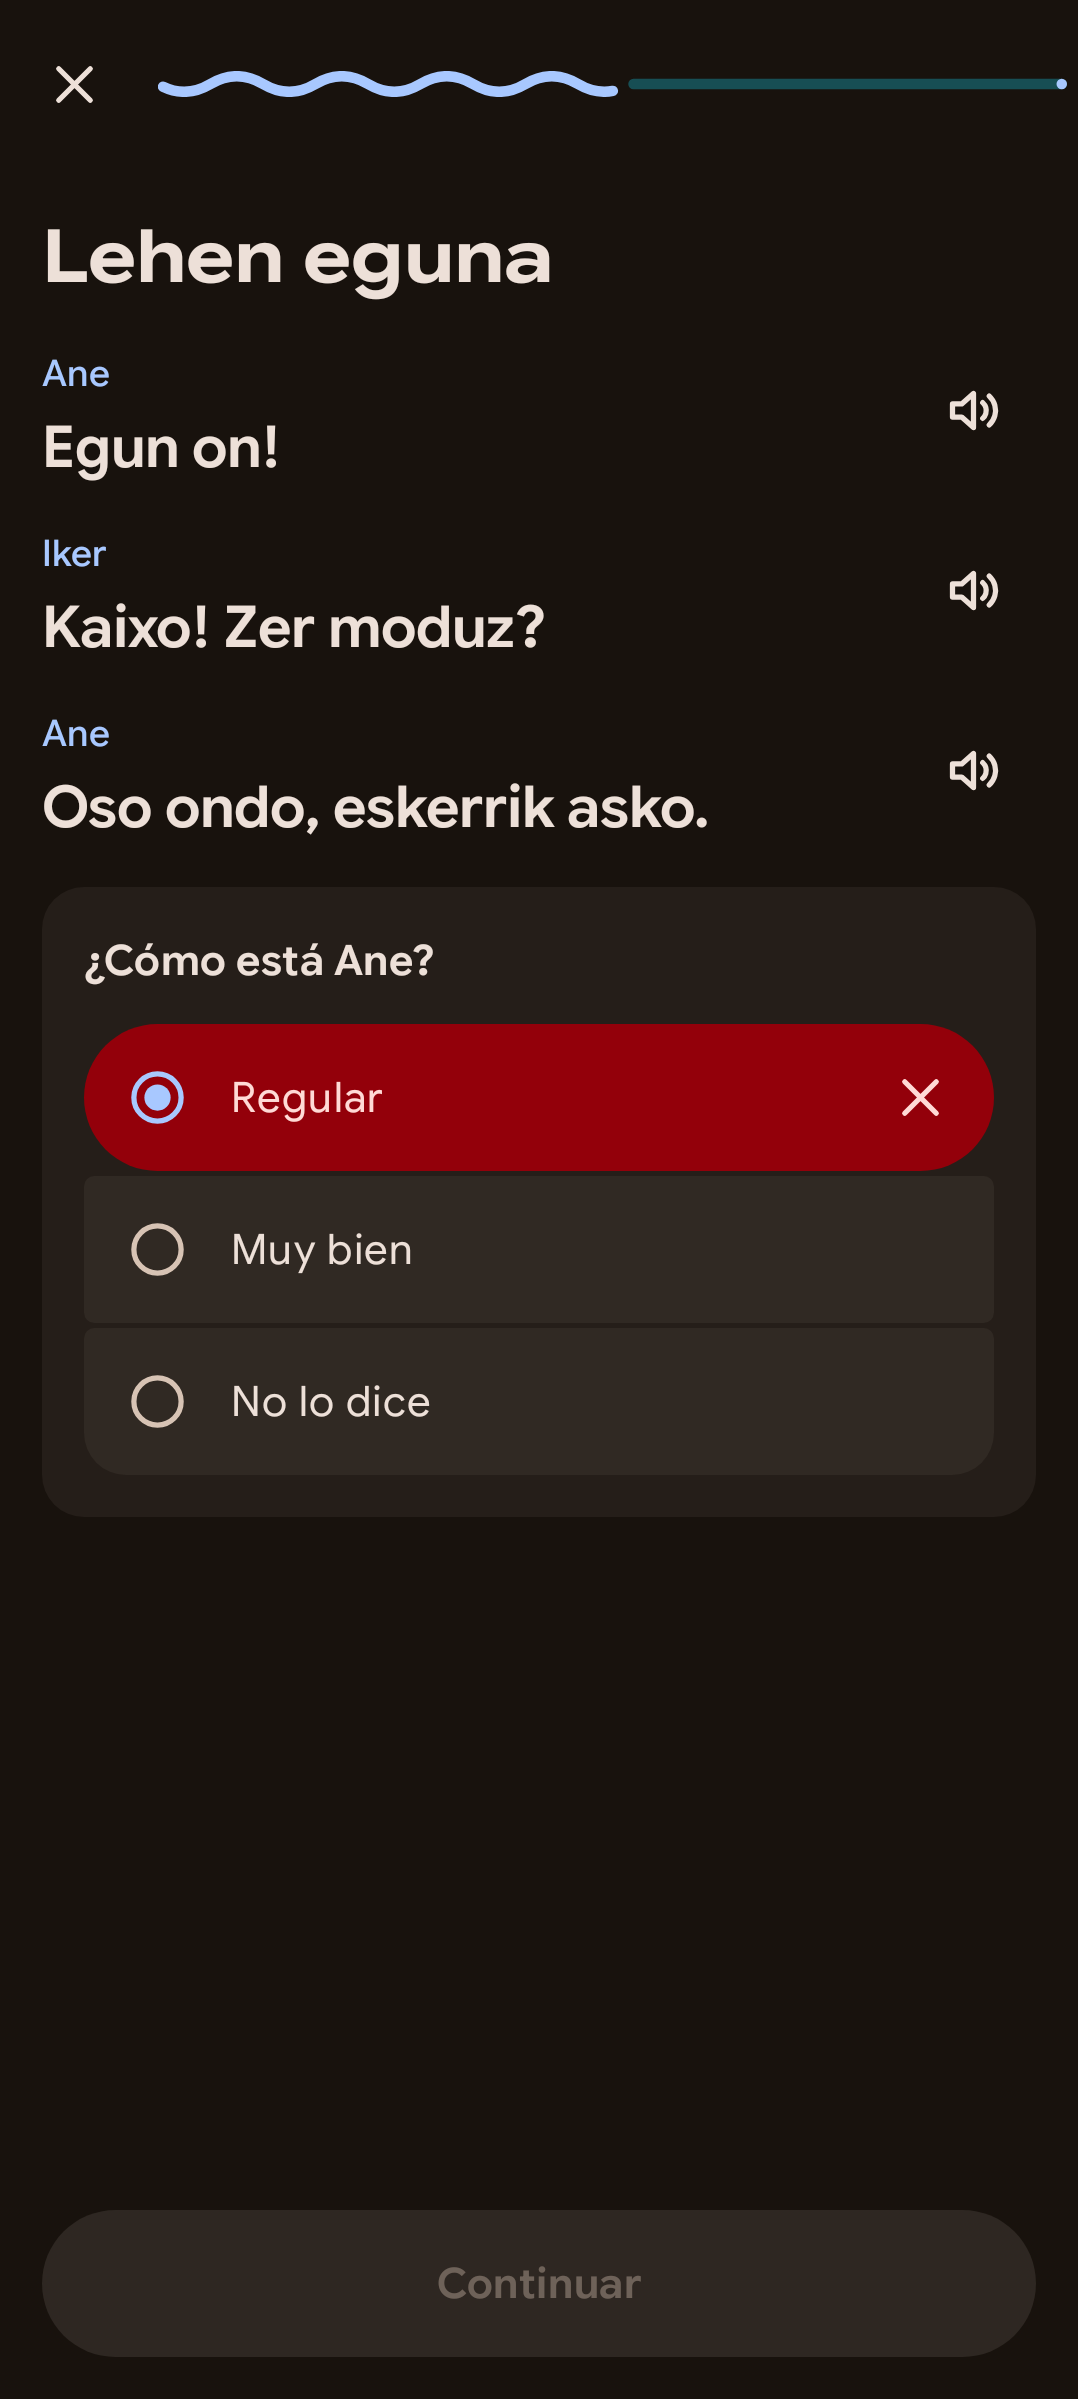 Lehen eguna
Ane
Egun on!
Iker
Kaixo! Zer moduz?
Ane
Oso ondo, eskerrik asko.
¿Cómo está Ane?
Regular
Muy bien
No lo dice
Continuar